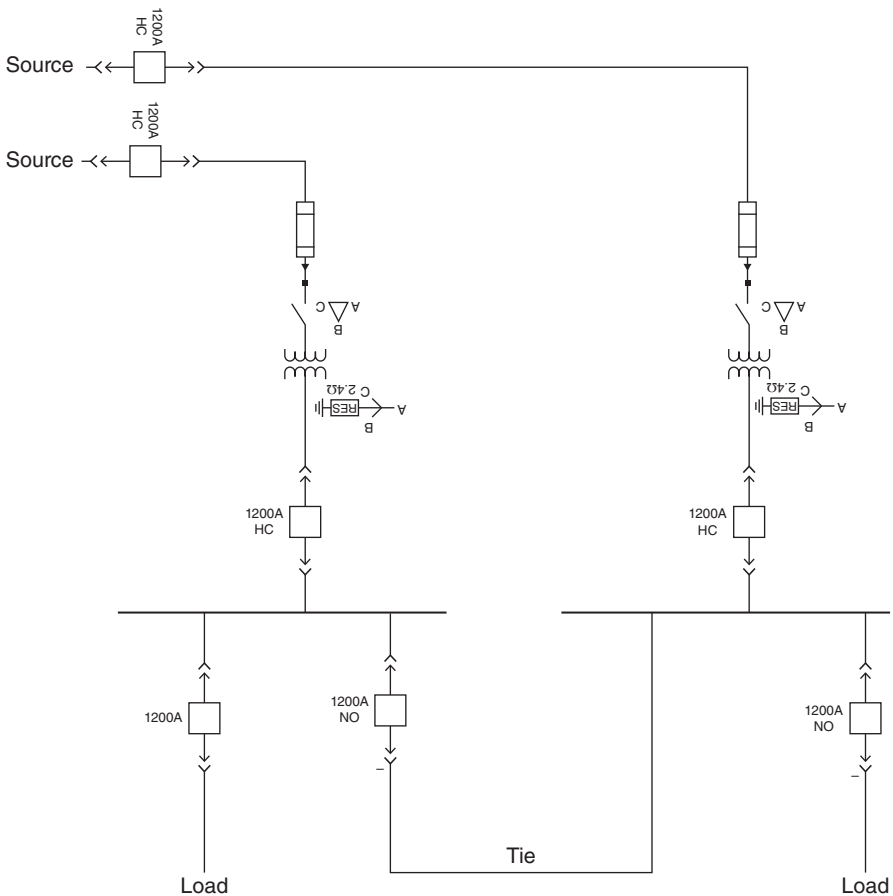 1200A
HC
Source
1200A
HC
Source
C
A
B
C
A
B
2.4Ω
C
RES
A
B
2.4Ω
C
RES
A
B
1200A
HC
1200A
HC
1200A
1200A
NO
1200A
NO
Tie
Load
Load